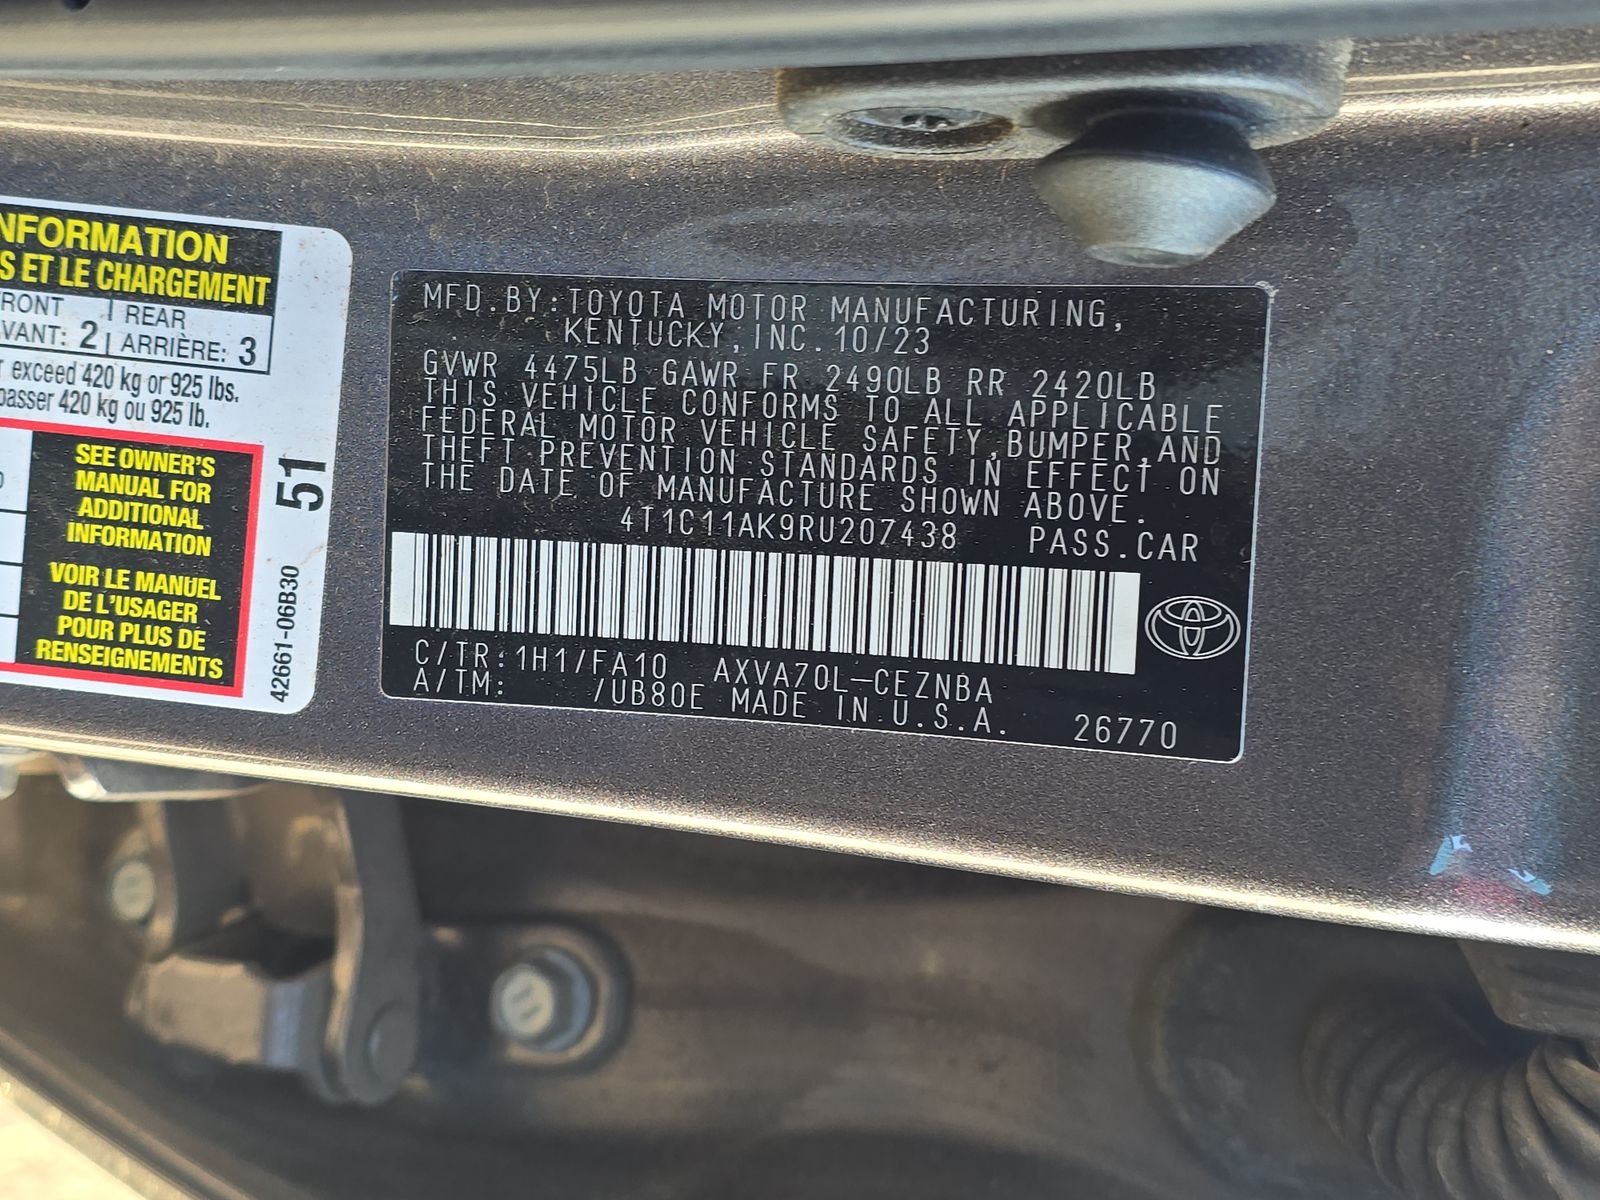 NFORMATION
S ET LE CHARGEMENT
RONT | REAR
VANT: 2 | ARRIÈRE: 3
exceed 420 kg or 925 lbs.
passer 420 kg ou 925 lb.
SEE OWNER'S
MANUAL FOR
ADDITIONAL
INFORMATION
VOIR LE MANUEL
DE L'USAGER
POUR PLUS DE
RENSEIGNEMENTS
51
42661-06B30
MFD.BY:TOYOTA MOTOR MANUFACTURING,
KENTUCKY,INC.10/23
GVWR 4475LB GAWR FR 2490LB RR 2420LB
THIS VEHICLE CONFORMS TO ALL APPLICABLE
FEDERAL MOTOR VEHICLE SAFETY,BUMPER,AND
THEFT PREVENTION STANDARDS IN EFFECT ON
THE DATE OF MANUFACTURE SHOWN ABOVE.
4T1C11AK9RU207438 PASS.CAR
C/TR:1H1/FA10 AXVA70L-CEZNBA
A/TM: /UB80E MADE IN U.S.A. 26770